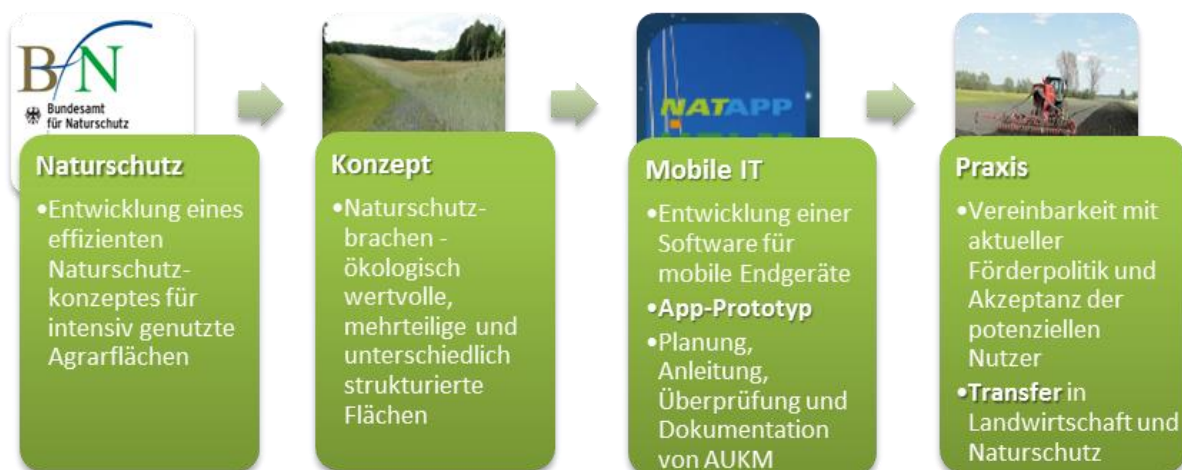 BfN
Bundesamt
für Naturschutz
Naturschutz
•Entwicklung eines
effizienten
Naturschutz-
konzeptes für
intensiv genutzte
Agrarflächen
Konzept
•Naturschutz-
brachen -
ökologisch
wertvolle,
mehrteilige und
unterschiedlich
strukturierte
Flächen
NATAPP
Mobile IT
•Entwicklung einer
Software für
mobile Endgeräte
•App-Prototyp
•Planung,
Anleitung,
Überprüfung und
Dokumentation
von AUKM
Praxis
•Vereinbarkeit mit
aktueller
Förderpolitik und
Akzeptanz der
potenziellen
Nutzer
•Transfer in
Landwirtschaft und
Naturschutz